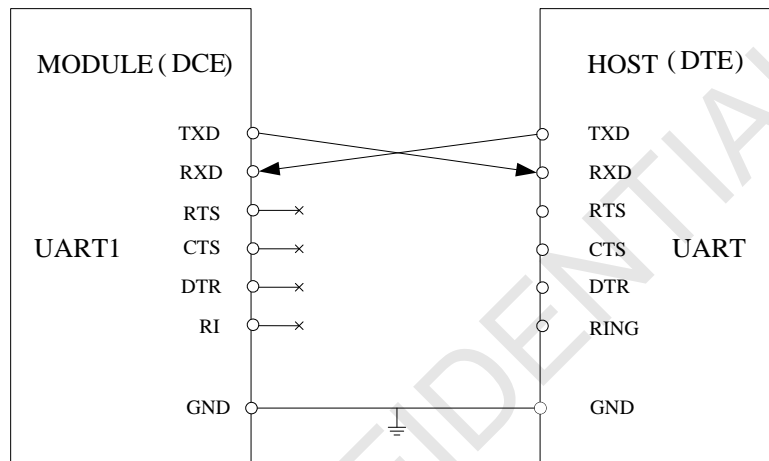 MODULE ( DCE)
HOST ( DTE)
TXD
TXD
RXD
RXD
RTS
RTS
UART1
CTS
CTS
UART
DTR
DTR
RI
RING
GND
GND
FIDENTIAL